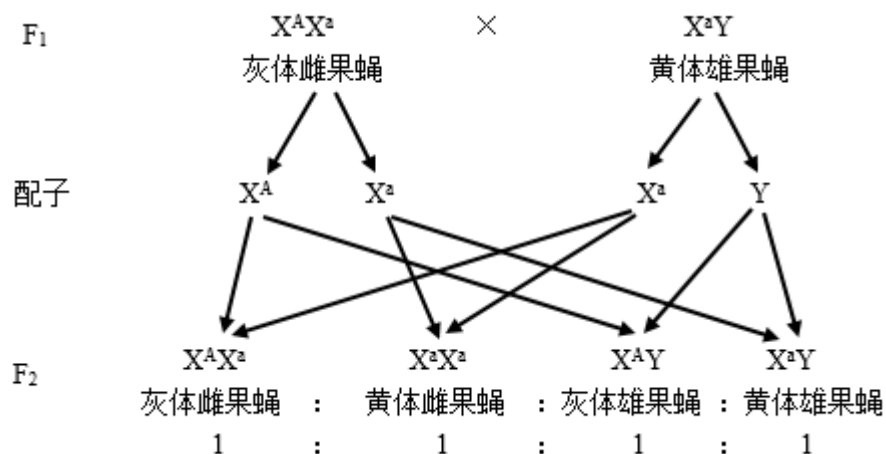 F₁ XᴬXᵃ × XᵃY
灰体雌果蝇 黄体雄果蝇
配子 Xᴬ Xᵃ Xᵃ Y
F₂ XᴬXᵃ XᵃXᵃ XᴬY XᵃY
灰体雌果蝇 : 黄体雌果蝇 : 灰体雄果蝇 : 黄体雄果蝇
1 : 1 : 1 : 1